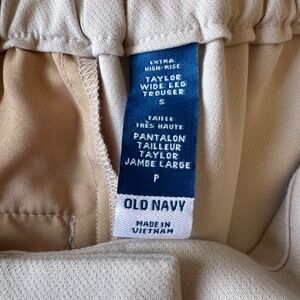 EXTRA
HIGH-RISE
TAYLOR
WIDE LEG
TROUSER
S
TAILLE
TRÈS HAUTE
PANTALON
TAILLEUR
TAYLOR
JAMBE LARGE
P
OLD NAVY
MADE IN
VIETNAM